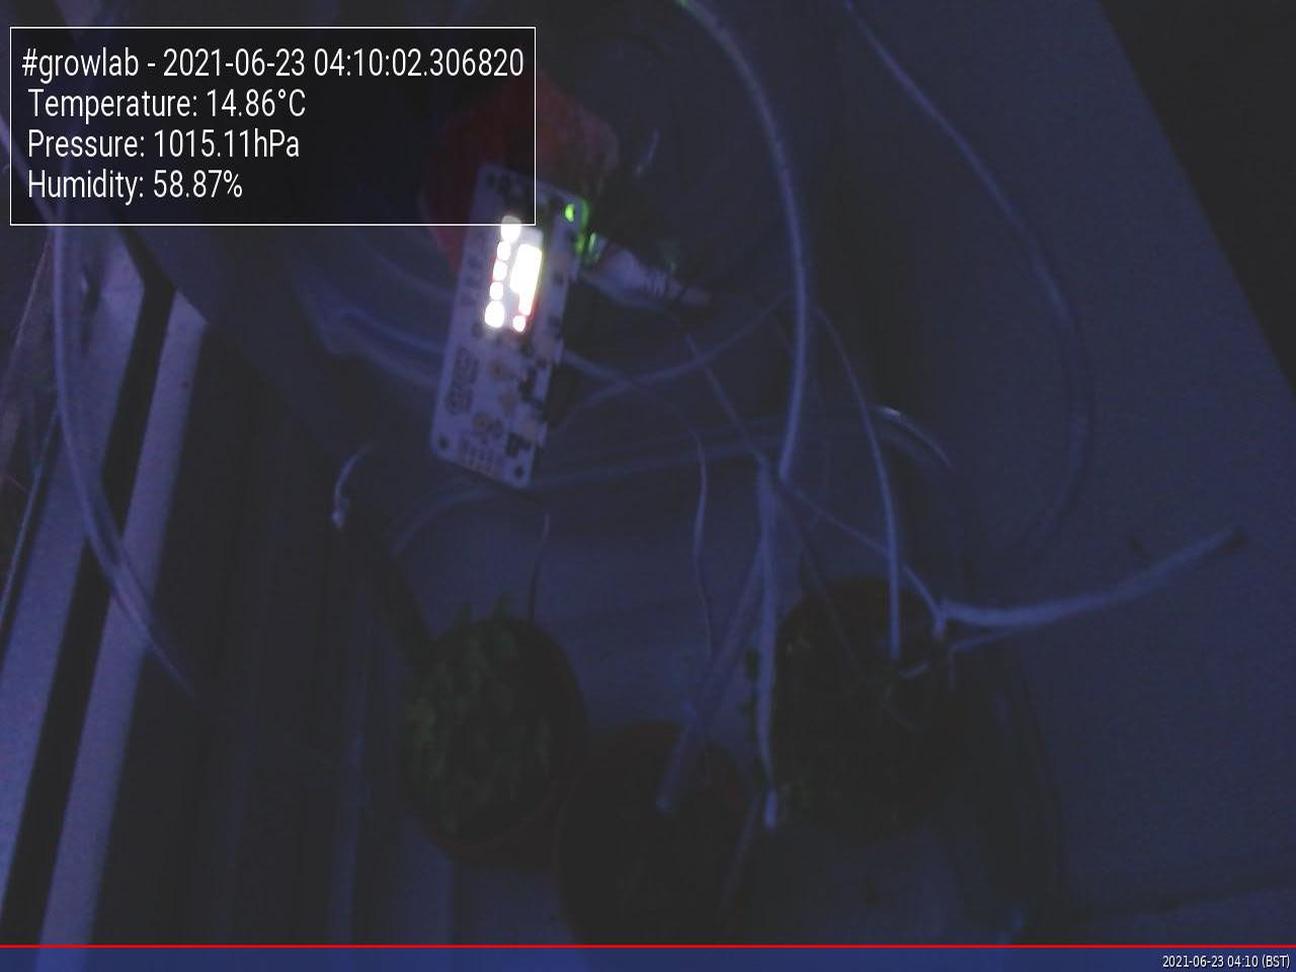 #growlab - 2021-06-23 04:10:02.306820
Temperature: 14.86°C
Pressure: 1015.11hPa
Humidity: 58.87%
2021-06-23 04:10 (BST)